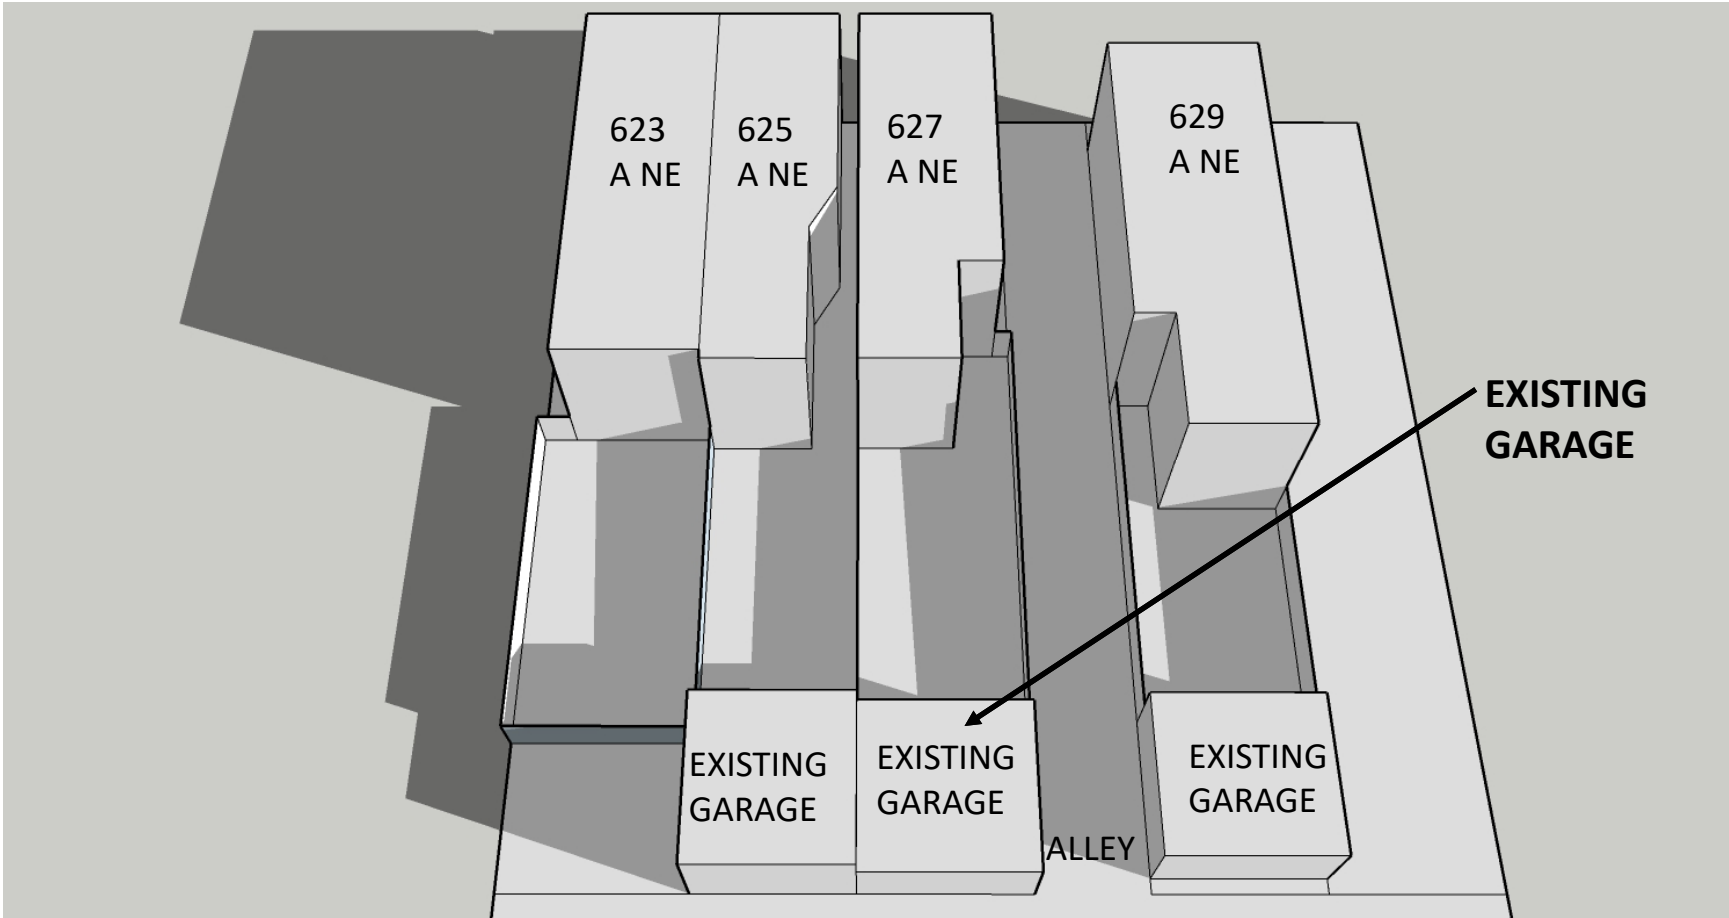 623
A NE
625
A NE
627
A NE
629
A NE
EXISTING
GARAGE
EXISTING
GARAGE
EXISTING
GARAGE
EXISTING
GARAGE
ALLEY